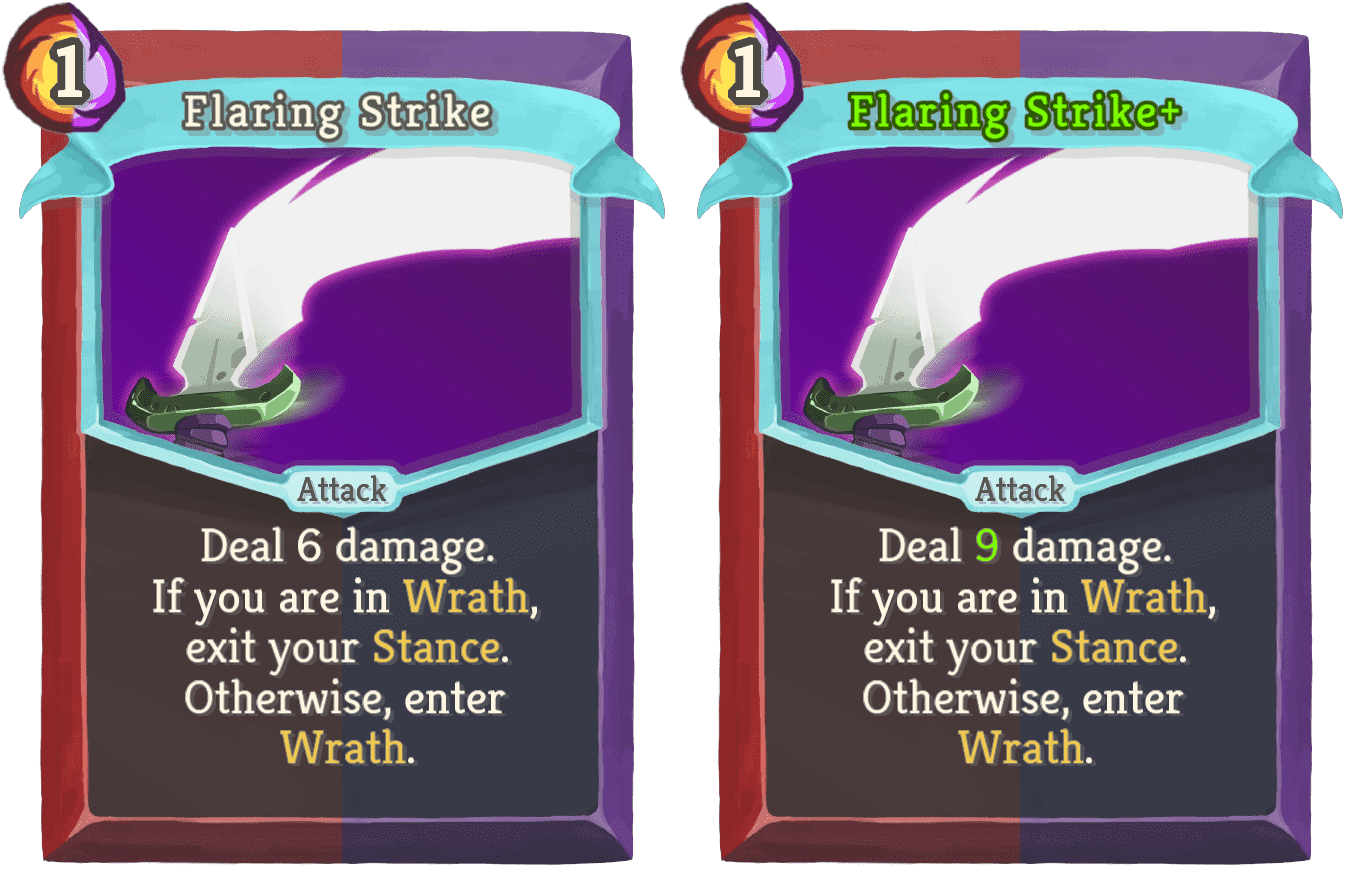 1
Flaring Strike
Attack
Deal 6 damage.
If you are in Wrath,
exit your Stance.
Otherwise, enter
Wrath.
1
Flaring Strike+
Attack
Deal 9 damage.
If you are in Wrath,
exit your Stance.
Otherwise, enter
Wrath.